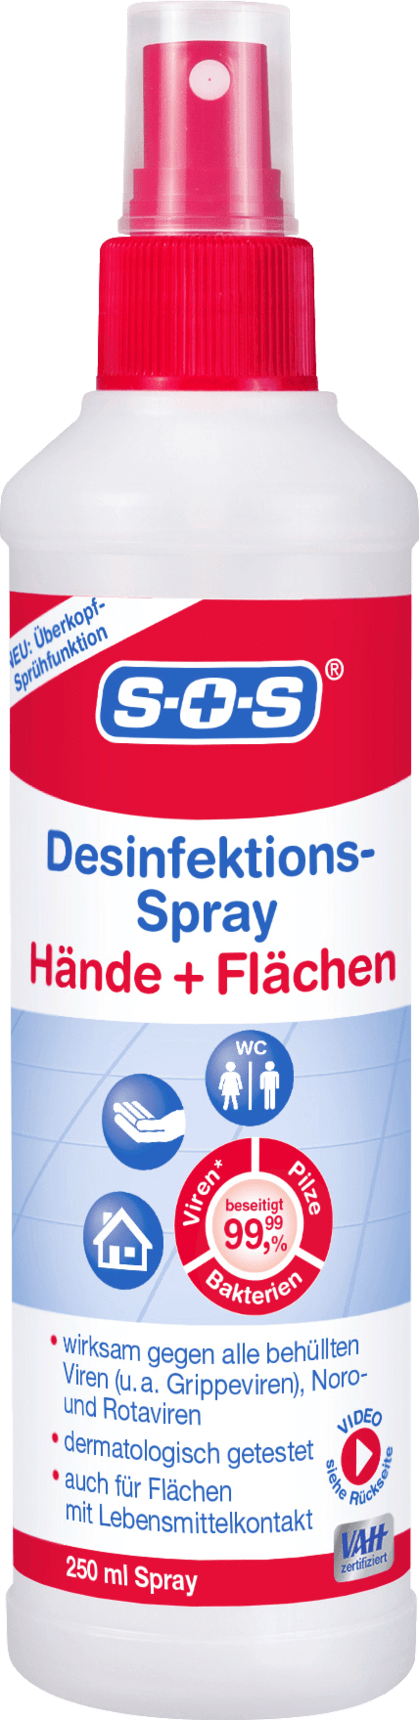 NEU: Überkopf-
Sprühfunktion
S+S®
Desinfektions-
Spray
Hände + Flächen
WC
Viren*
Pilze
beseitigt
99,99%
Bakterien
• wirksam gegen alle behüllten
Viren (u. a. Grippeviren), Noro-
und Rotaviren
• dermatologisch getestet
• auch für Flächen
mit Lebensmittelkontakt
VIDEO
siehe Rückseite
VAH
zertifiziert
250 ml Spray